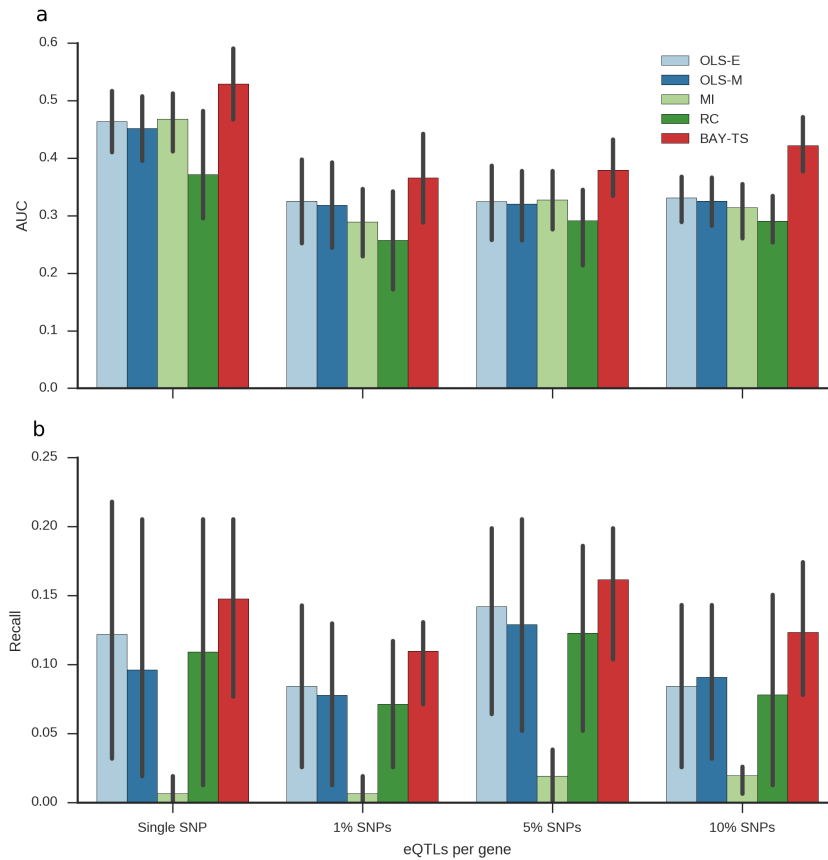 a
0.6
0.5
0.4
0.3
0.2
0.1
0.0
AUC
OLS-E
OLS-M
MI
RC
BAY-TS
b
0.25
0.20
0.15
0.10
0.05
0.00
Recall
Single SNP 1% SNPs 5% SNPs 10% SNPs
eQTLs per gene